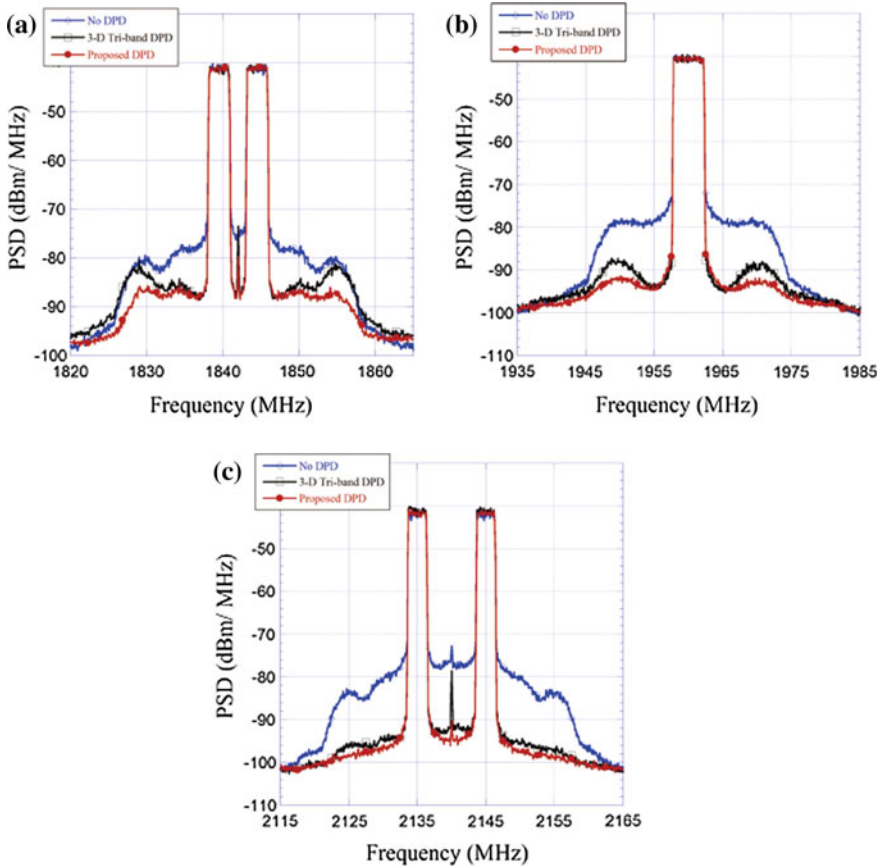 (a)
No DPD
3-D Tri-band DPD
Proposed DPD
PSD (dBm/ MHz)
-50
-60
-70
-80
-90
-100
1820 1830 1840 1850 1860
Frequency (MHz)
(b)
No DPD
3-D Tri-band DPD
Proposed DPD
PSD (dBm/ MHz)
-50
-60
-70
-80
-90
-100
-110
1935 1945 1955 1965 1975 1985
Frequency (MHz)
(c)
No DPD
3-D Tri-band DPD
Proposed DPD
PSD (dBm/ MHz)
-50
-60
-70
-80
-90
-100
-110
2115 2125 2135 2145 2155 2165
Frequency (MHz)